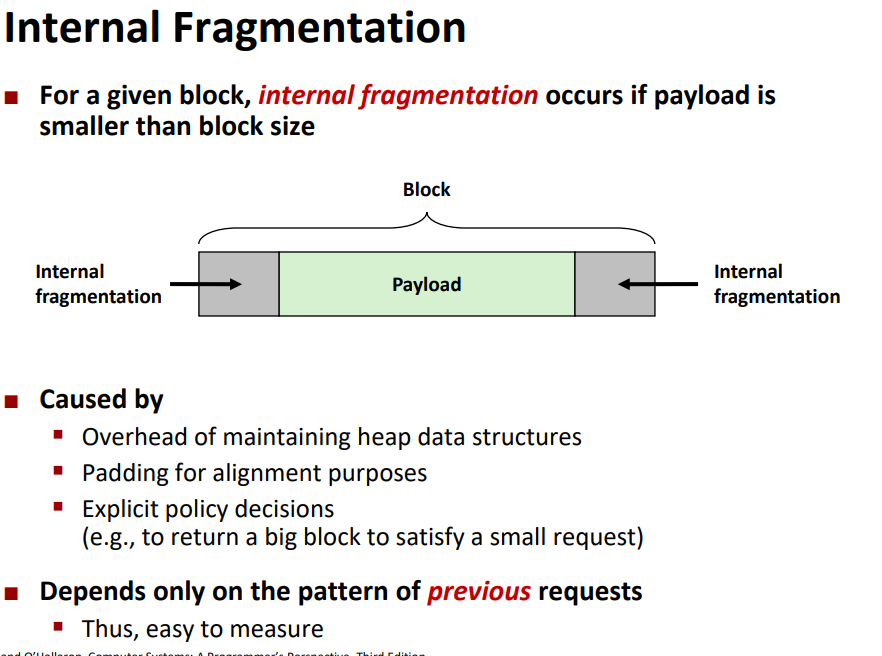 Internal Fragmentation
■ For a given block, internal fragmentation occurs if payload is
smaller than block size
Block
Internal
fragmentation
Payload
Internal
fragmentation
■ Caused by
▪ Overhead of maintaining heap data structures
▪ Padding for alignment purposes
▪ Explicit policy decisions
(e.g., to return a big block to satisfy a small request)
■ Depends only on the pattern of previous requests
▪ Thus, easy to measure
and O'Hallaron, Computer Systems: A Programmer's Perspective, Third Edition